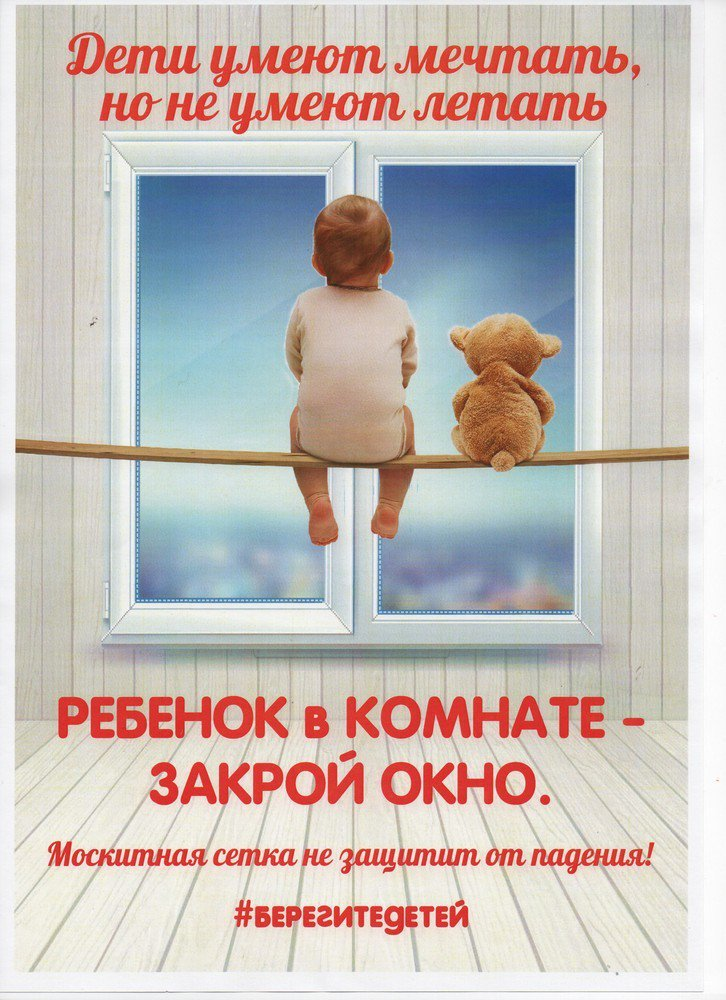 Дети умеют мечтать,
но не умеют летать
РЕБЕНОК в КОМНАТЕ -
ЗАКРОЙ ОКНО.
Москитная сетка не защитит от падения!
#БЕРЕГИТЕДЕТЕЙ